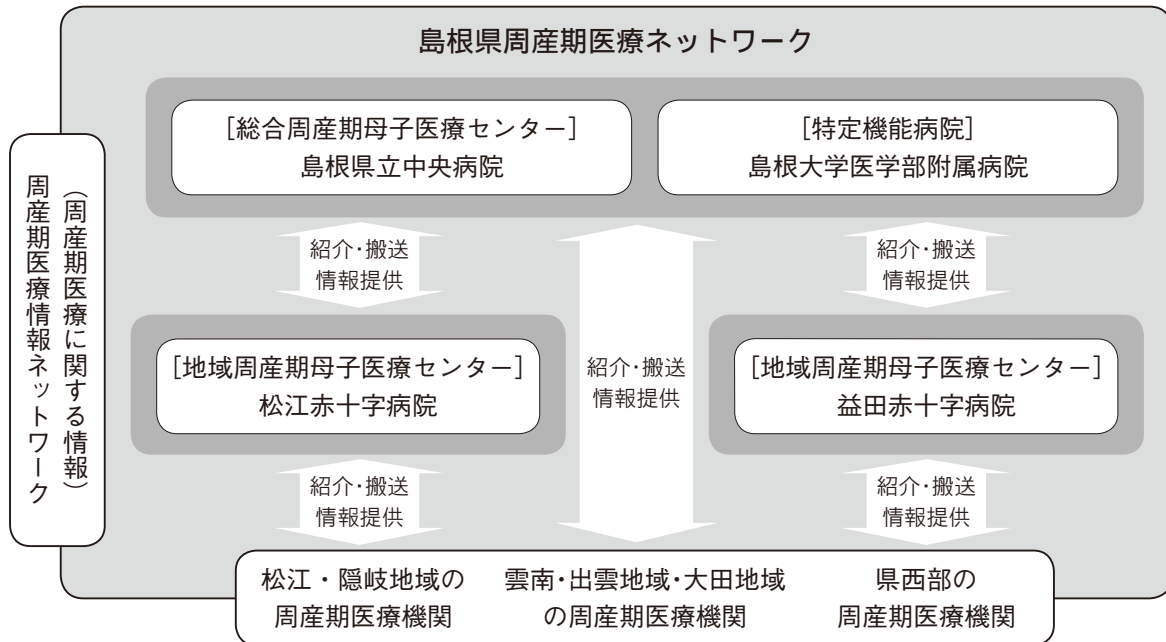 島根県周産期医療ネットワーク
[総合周産期母子医療センター]
島根県立中央病院
[特定機能病院]
島根大学医学部附属病院
周産期医療情報ネットワーク
(周産期医療に関する情報)
紹介・搬送
情報提供
紹介・搬送
情報提供
[地域周産期母子医療センター]
松江赤十字病院
紹介・搬送
情報提供
[地域周産期母子医療センター]
益田赤十字病院
紹介・搬送
情報提供
紹介・搬送
情報提供
松江・隠岐地域の
周産期医療機関
雲南・出雲地域・大田地域
の周産期医療機関
県西部の
周産期医療機関